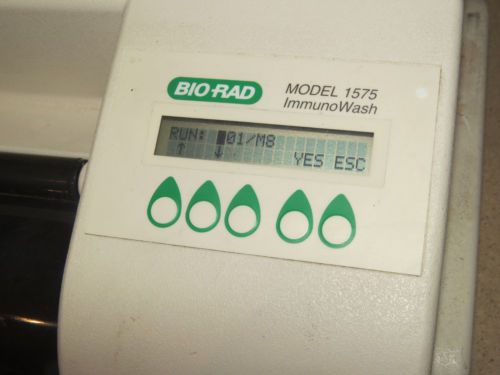 BIO-RAD
MODEL 1575
ImmunoWash
RUN: 01/M8
↑ ↓ YES ESC